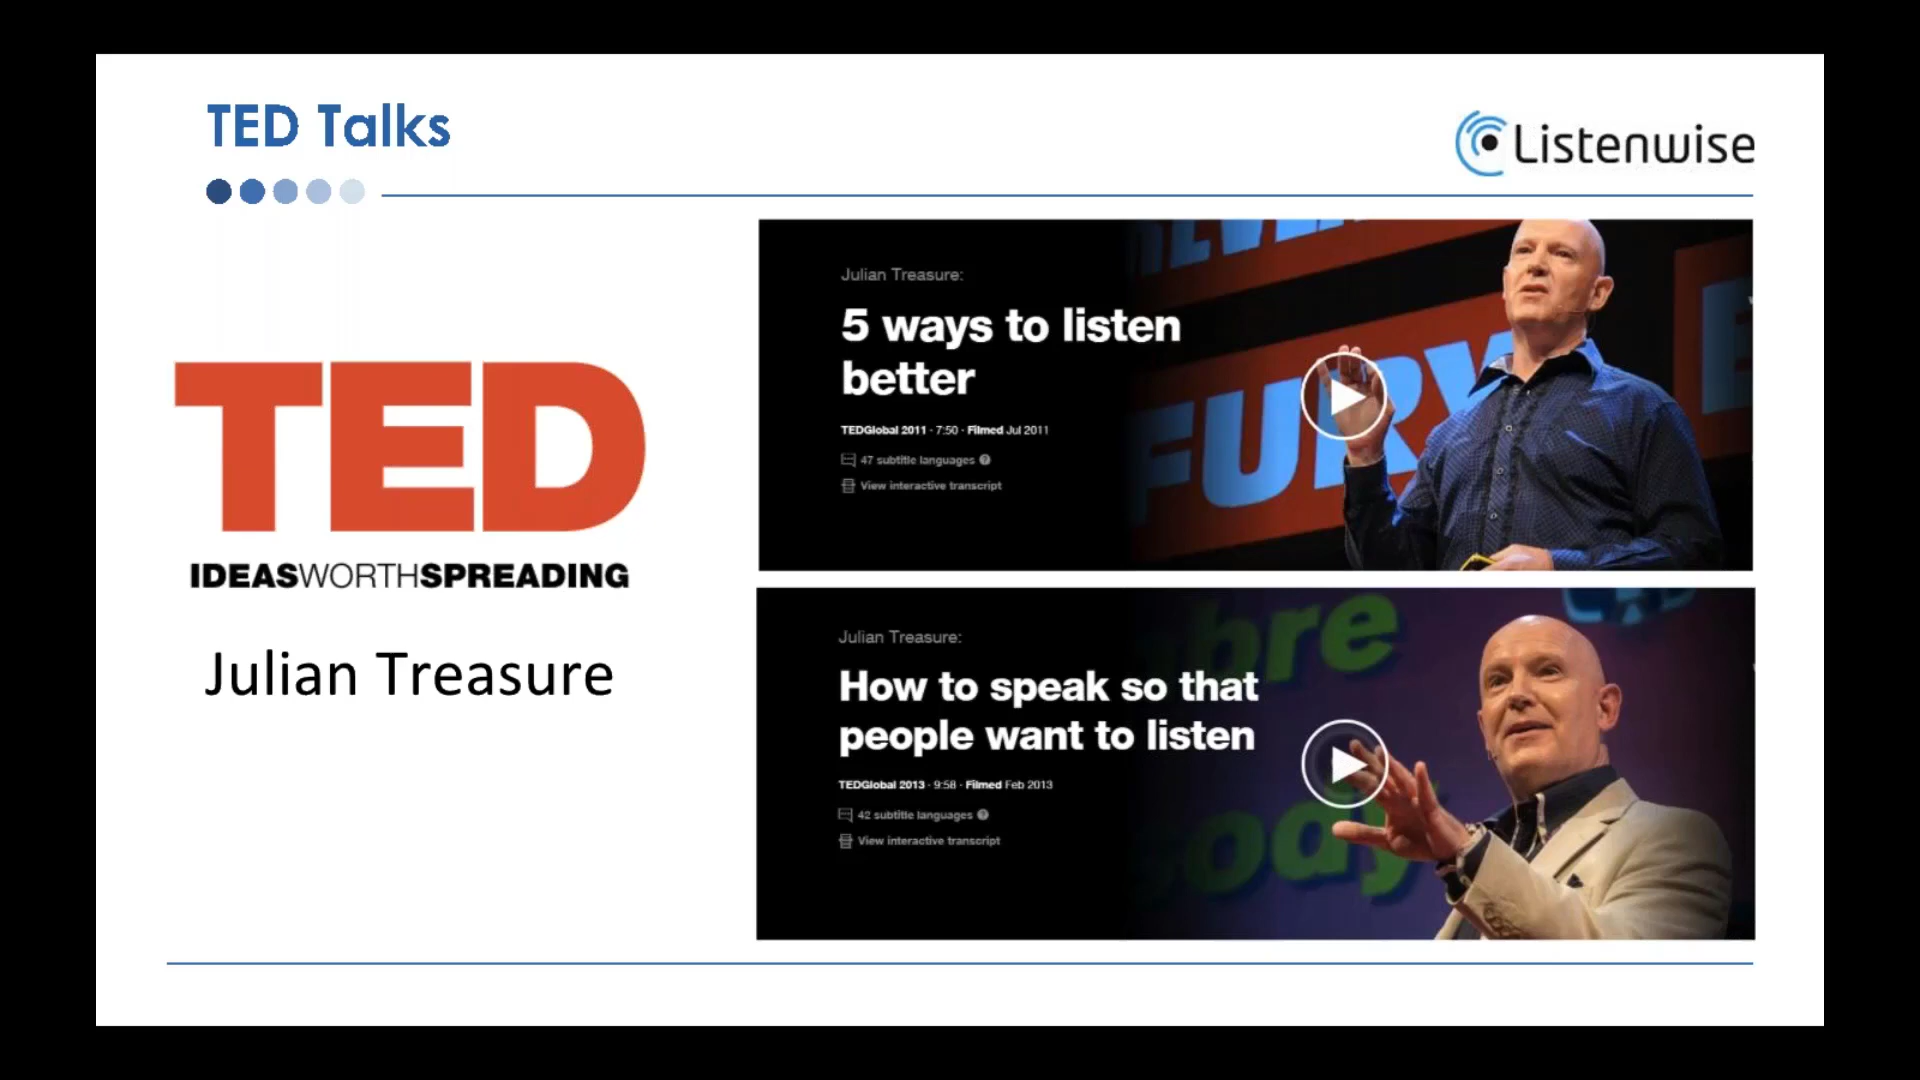 TED Talks
Listenwise
TED
IDEASWORTHSPREADING
Julian Treasure
Julian Treasure:
5 ways to listen
better
TEDGlobal 2011 · 7:50 · Filmed Jul 2011
47 subtitle languages
View interactive transcript
FURY
Julian Treasure:
How to speak so that
people want to listen
TEDGlobal 2013 · 9:58 · Filmed Feb 2013
42 subtitle languages
View interactive transcript